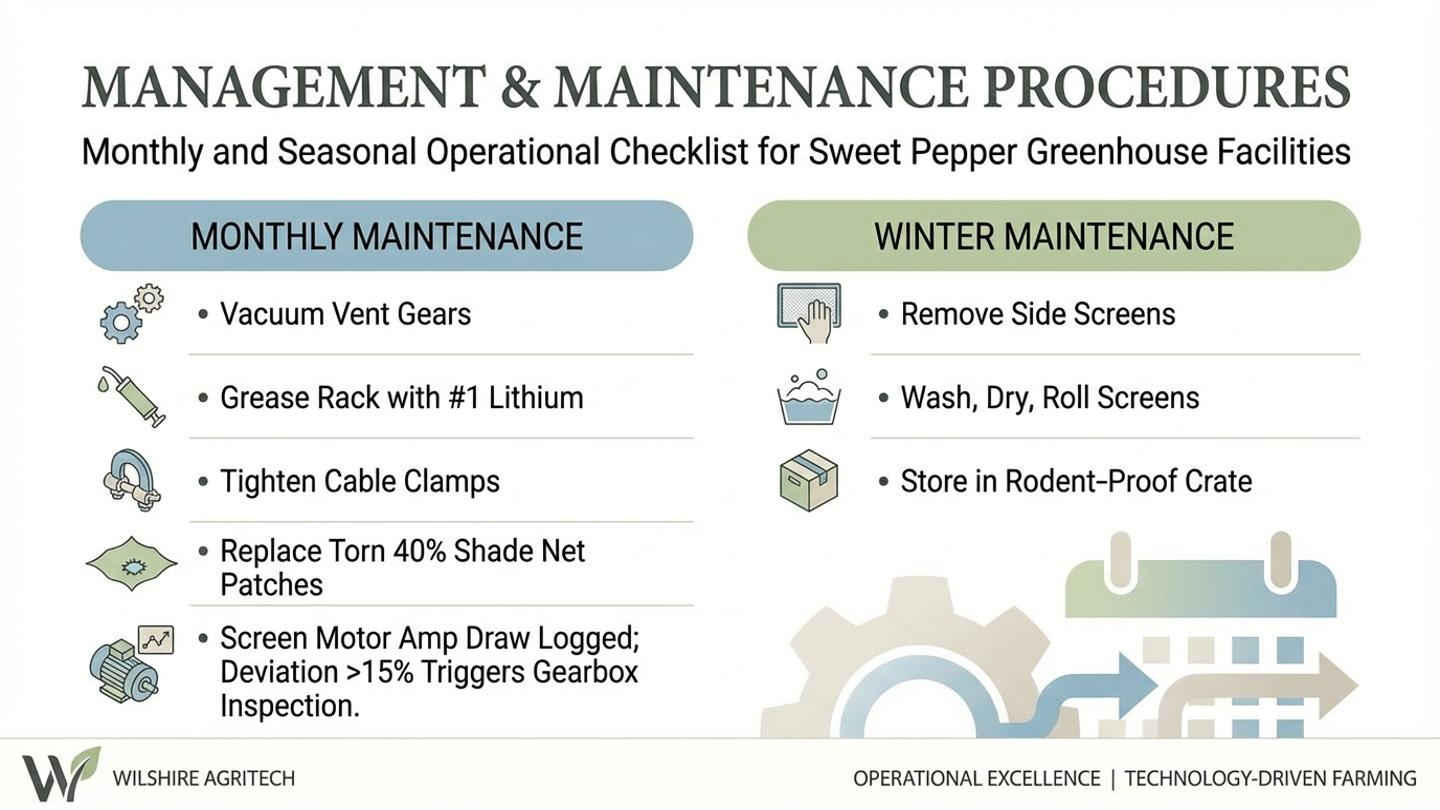 MANAGEMENT & MAINTENANCE PROCEDURES
Monthly and Seasonal Operational Checklist for Sweet Pepper Greenhouse Facilities
MONTHLY MAINTENANCE
• Vacuum Vent Gears
• Grease Rack with #1 Lithium
• Tighten Cable Clamps
• Replace Torn 40% Shade Net
Patches
• Screen Motor Amp Draw Logged;
Deviation >15% Triggers Gearbox
Inspection.
WINTER MAINTENANCE
• Remove Side Screens
• Wash, Dry, Roll Screens
• Store in Rodent-Proof Crate
WILSHIRE AGRITECH
OPERATIONAL EXCELLENCE | TECHNOLOGY-DRIVEN FARMING